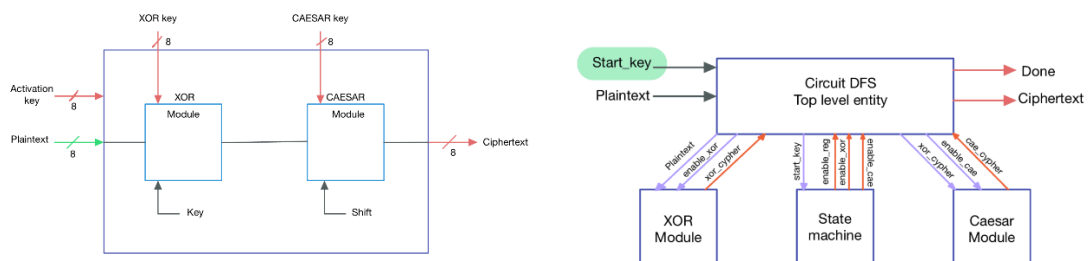 XOR key
8
CAESAR key
8
Activation
key
8
XOR
Module
CAESAR
Module
Plaintext
8
Ciphertext
8
Key
Shift
Start_key
Plaintext
Circuit DFS
Top level entity
Done
Ciphertext
Plaintext
enable_xor
xor_cypher
start_key
enable_reg
enable_xor
enable_cae
xor_cypher
enable_cae
cae_cypher
XOR
Module
State
machine
Caesar
Module